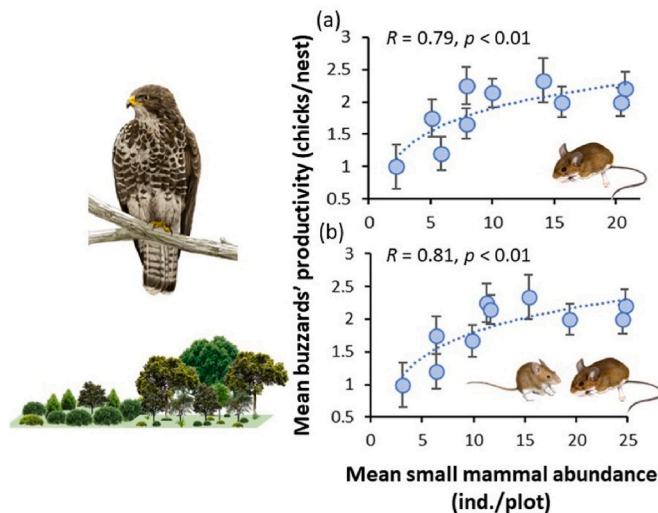 (a)
R = 0.79, p < 0.01
3
2.5
2
1.5
1
0.5
0 5 10 15 20
(b)
R = 0.81, p < 0.01
3
2.5
2
1.5
1
0.5
0 5 10 15 20 25
Mean buzzards’ productivity (chicks/nest)
Mean small mammal abundance
(ind./plot)